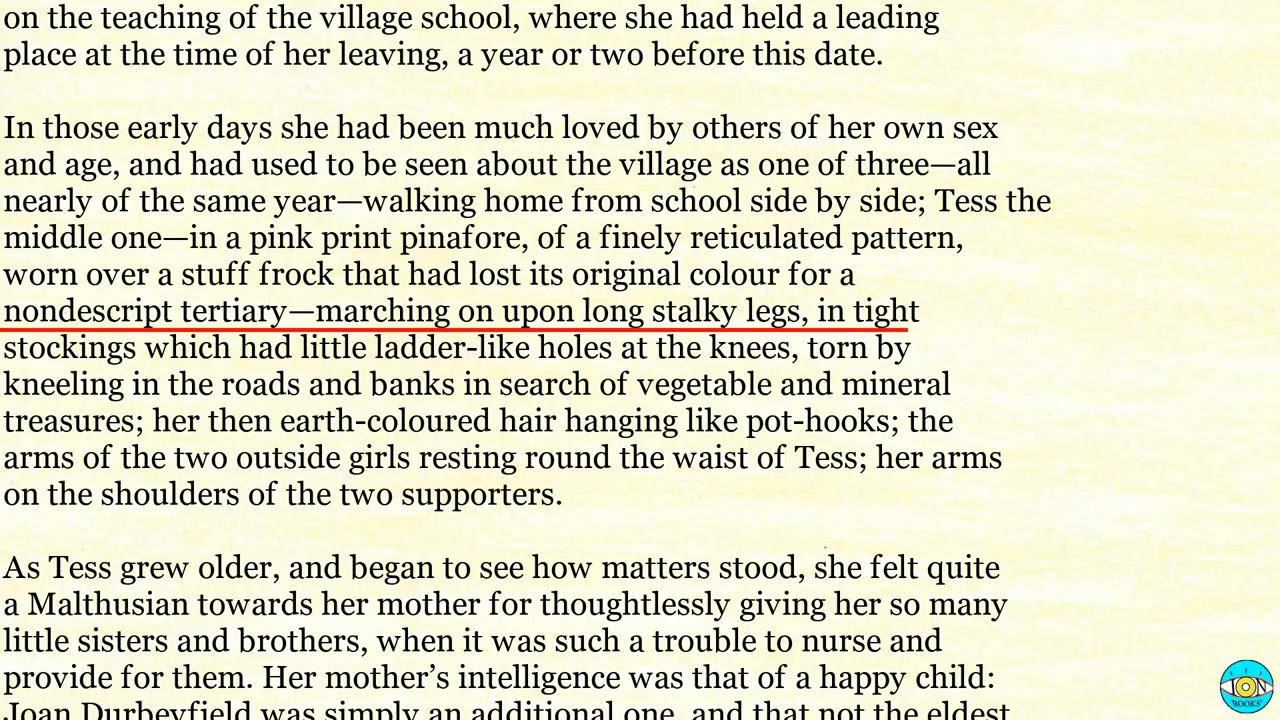 on the teaching of the village school, where she had held a leading
place at the time of her leaving, a year or two before this date.
In those early days she had been much loved by others of her own sex
and age, and had used to be seen about the village as one of three—all
nearly of the same year—walking home from school side by side; Tess the
middle one—in a pink print pinafore, of a finely reticulated pattern,
worn over a stuff frock that had lost its original colour for a
nondescript tertiary—marching on upon long stalky legs, in tight
stockings which had little ladder-like holes at the knees, torn by
kneeling in the roads and banks in search of vegetable and mineral
treasures; her then earth-coloured hair hanging like pot-hooks; the
arms of the two outside girls resting round the waist of Tess; her arms
on the shoulders of the two supporters.
As Tess grew older, and began to see how matters stood, she felt quite
a Malthusian towards her mother for thoughtlessly giving her so many
little sisters and brothers, when it was such a trouble to nurse and
provide for them. Her mother’s intelligence was that of a happy child:
Joan Durbeyfield was simply an additional one, and that not the eldest
ION
BOOKS